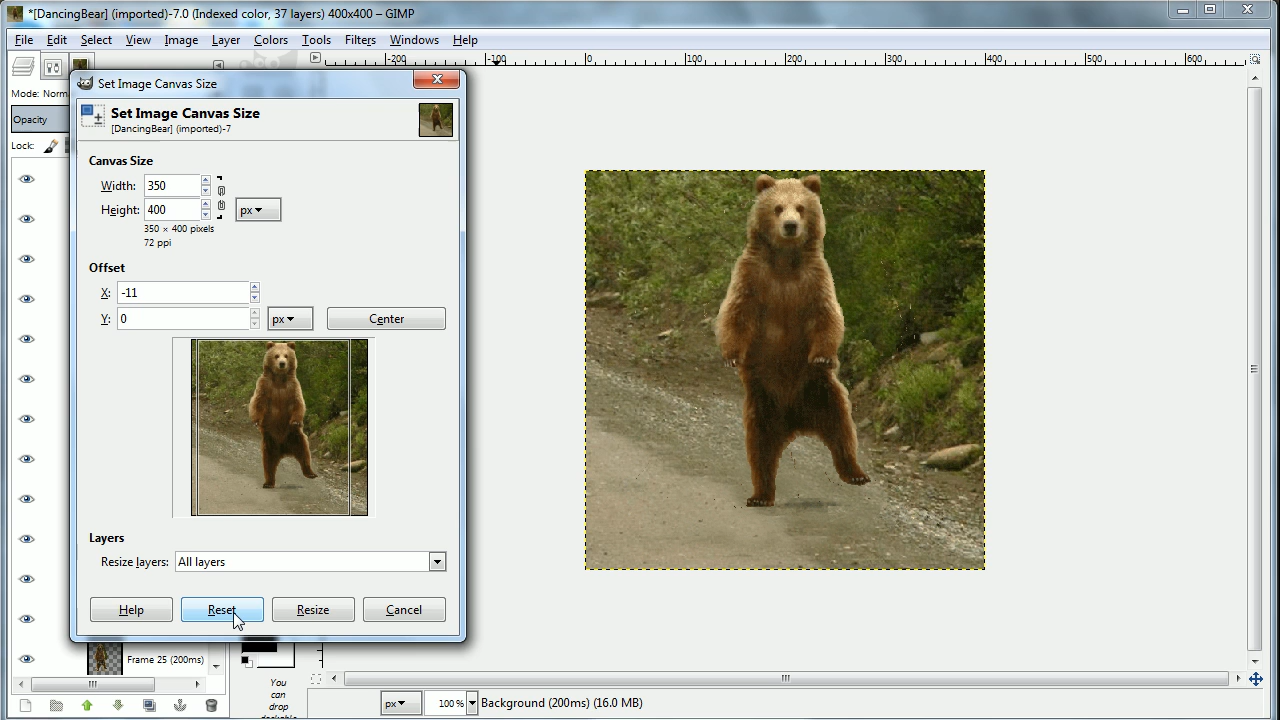 *[DancingBear] (imported)-7.0 (Indexed color, 37 layers) 400x400 – GIMP
File Edit Select View Image Layer Colors Tools Filters Windows Help
-200 -100 0 100 200 300 400 500 600
Set Image Canvas Size
Mode: Norm
Set Image Canvas Size
[DancingBear] (imported)-7
Opacity
Lock:
Canvas Size
Width: 350
Height: 400 px
350 × 400 pixels
72 ppi
Offset
X: -11
Y: 0 px Center
Layers
Resize layers: All layers
Help Reset Resize Cancel
Frame 25 (200ms)
You
can
drop
px 100 % Background (200ms) (16.0 MB)